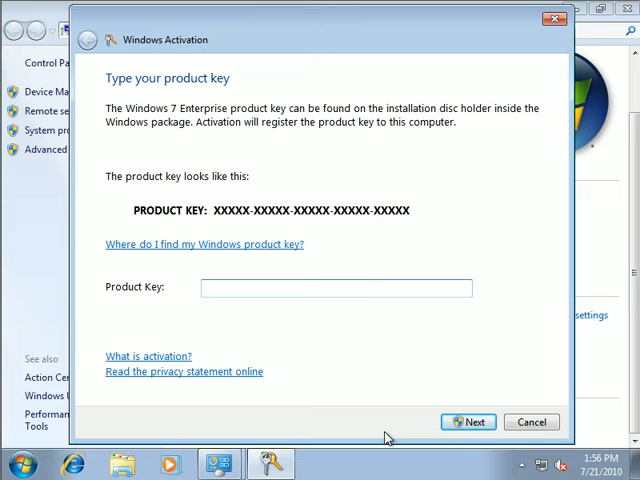 Windows Activation
Control Pa
Type your product key
Device Ma
Remote se
System pro
Advanced
The Windows 7 Enterprise product key can be found on the installation disc holder inside the
Windows package. Activation will register the product key to this computer.
The product key looks like this:
PRODUCT KEY: XXXXX-XXXXX-XXXXX-XXXXX-XXXXX
Where do I find my Windows product key?
Product Key:
settings
What is activation?
Read the privacy statement online
See also
Action Cen
Windows U
Performan
Tools
Next
Cancel
1:56 PM
7/21/2010